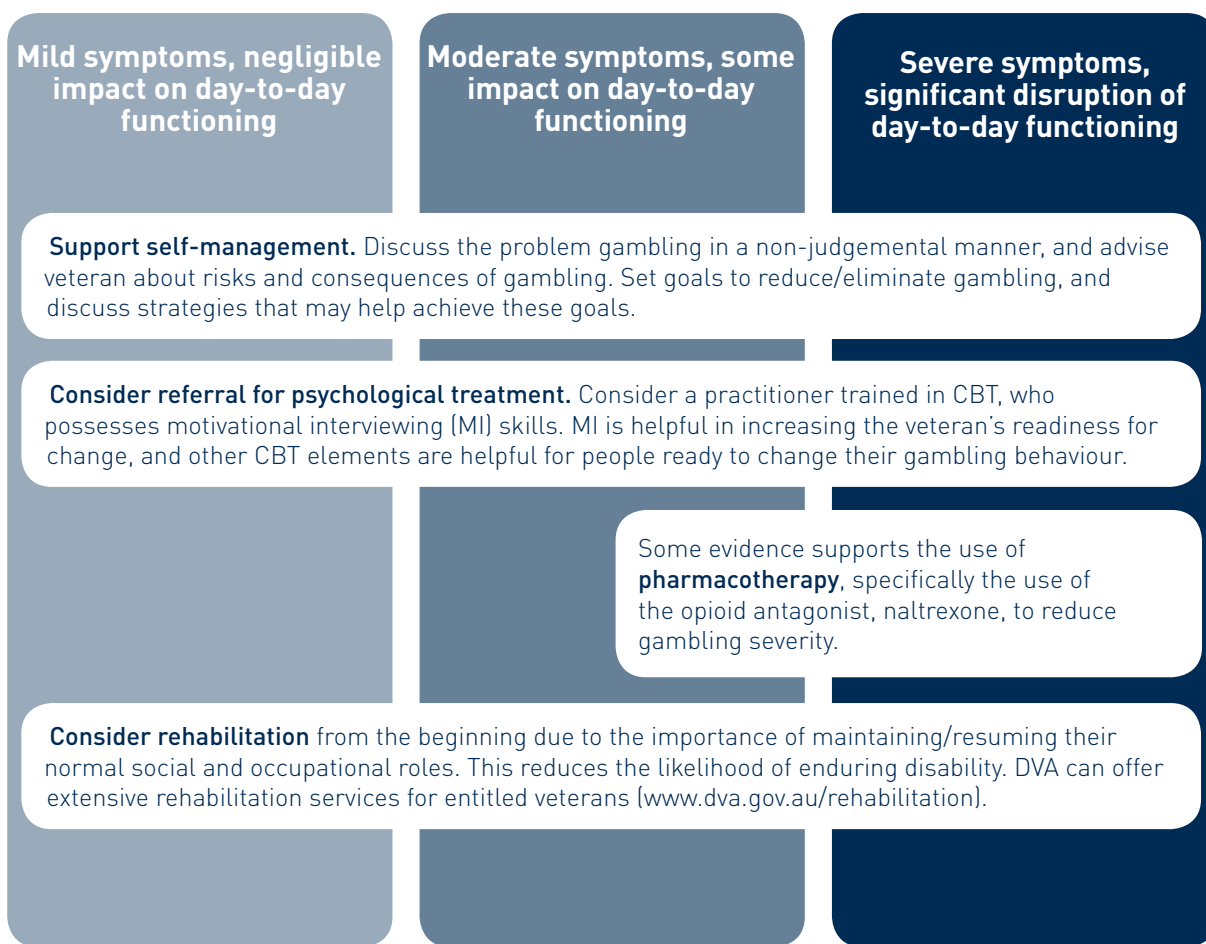 Mild symptoms, negligible
impact on day-to-day
functioning
Moderate symptoms, some
impact on day-to-day
functioning
Severe symptoms,
significant disruption of
day-to-day functioning
Support self-management. Discuss the problem gambling in a non-judgemental manner, and advise
veteran about risks and consequences of gambling. Set goals to reduce/eliminate gambling, and
discuss strategies that may help achieve these goals.
Consider referral for psychological treatment. Consider a practitioner trained in CBT, who
possesses motivational interviewing (MI) skills. MI is helpful in increasing the veteran’s readiness for
change, and other CBT elements are helpful for people ready to change their gambling behaviour.
Some evidence supports the use of
pharmacotherapy, specifically the use of
the opioid antagonist, naltrexone, to reduce
gambling severity.
Consider rehabilitation from the beginning due to the importance of maintaining/resuming their
normal social and occupational roles. This reduces the likelihood of enduring disability. DVA can offer
extensive rehabilitation services for entitled veterans (www.dva.gov.au/rehabilitation).